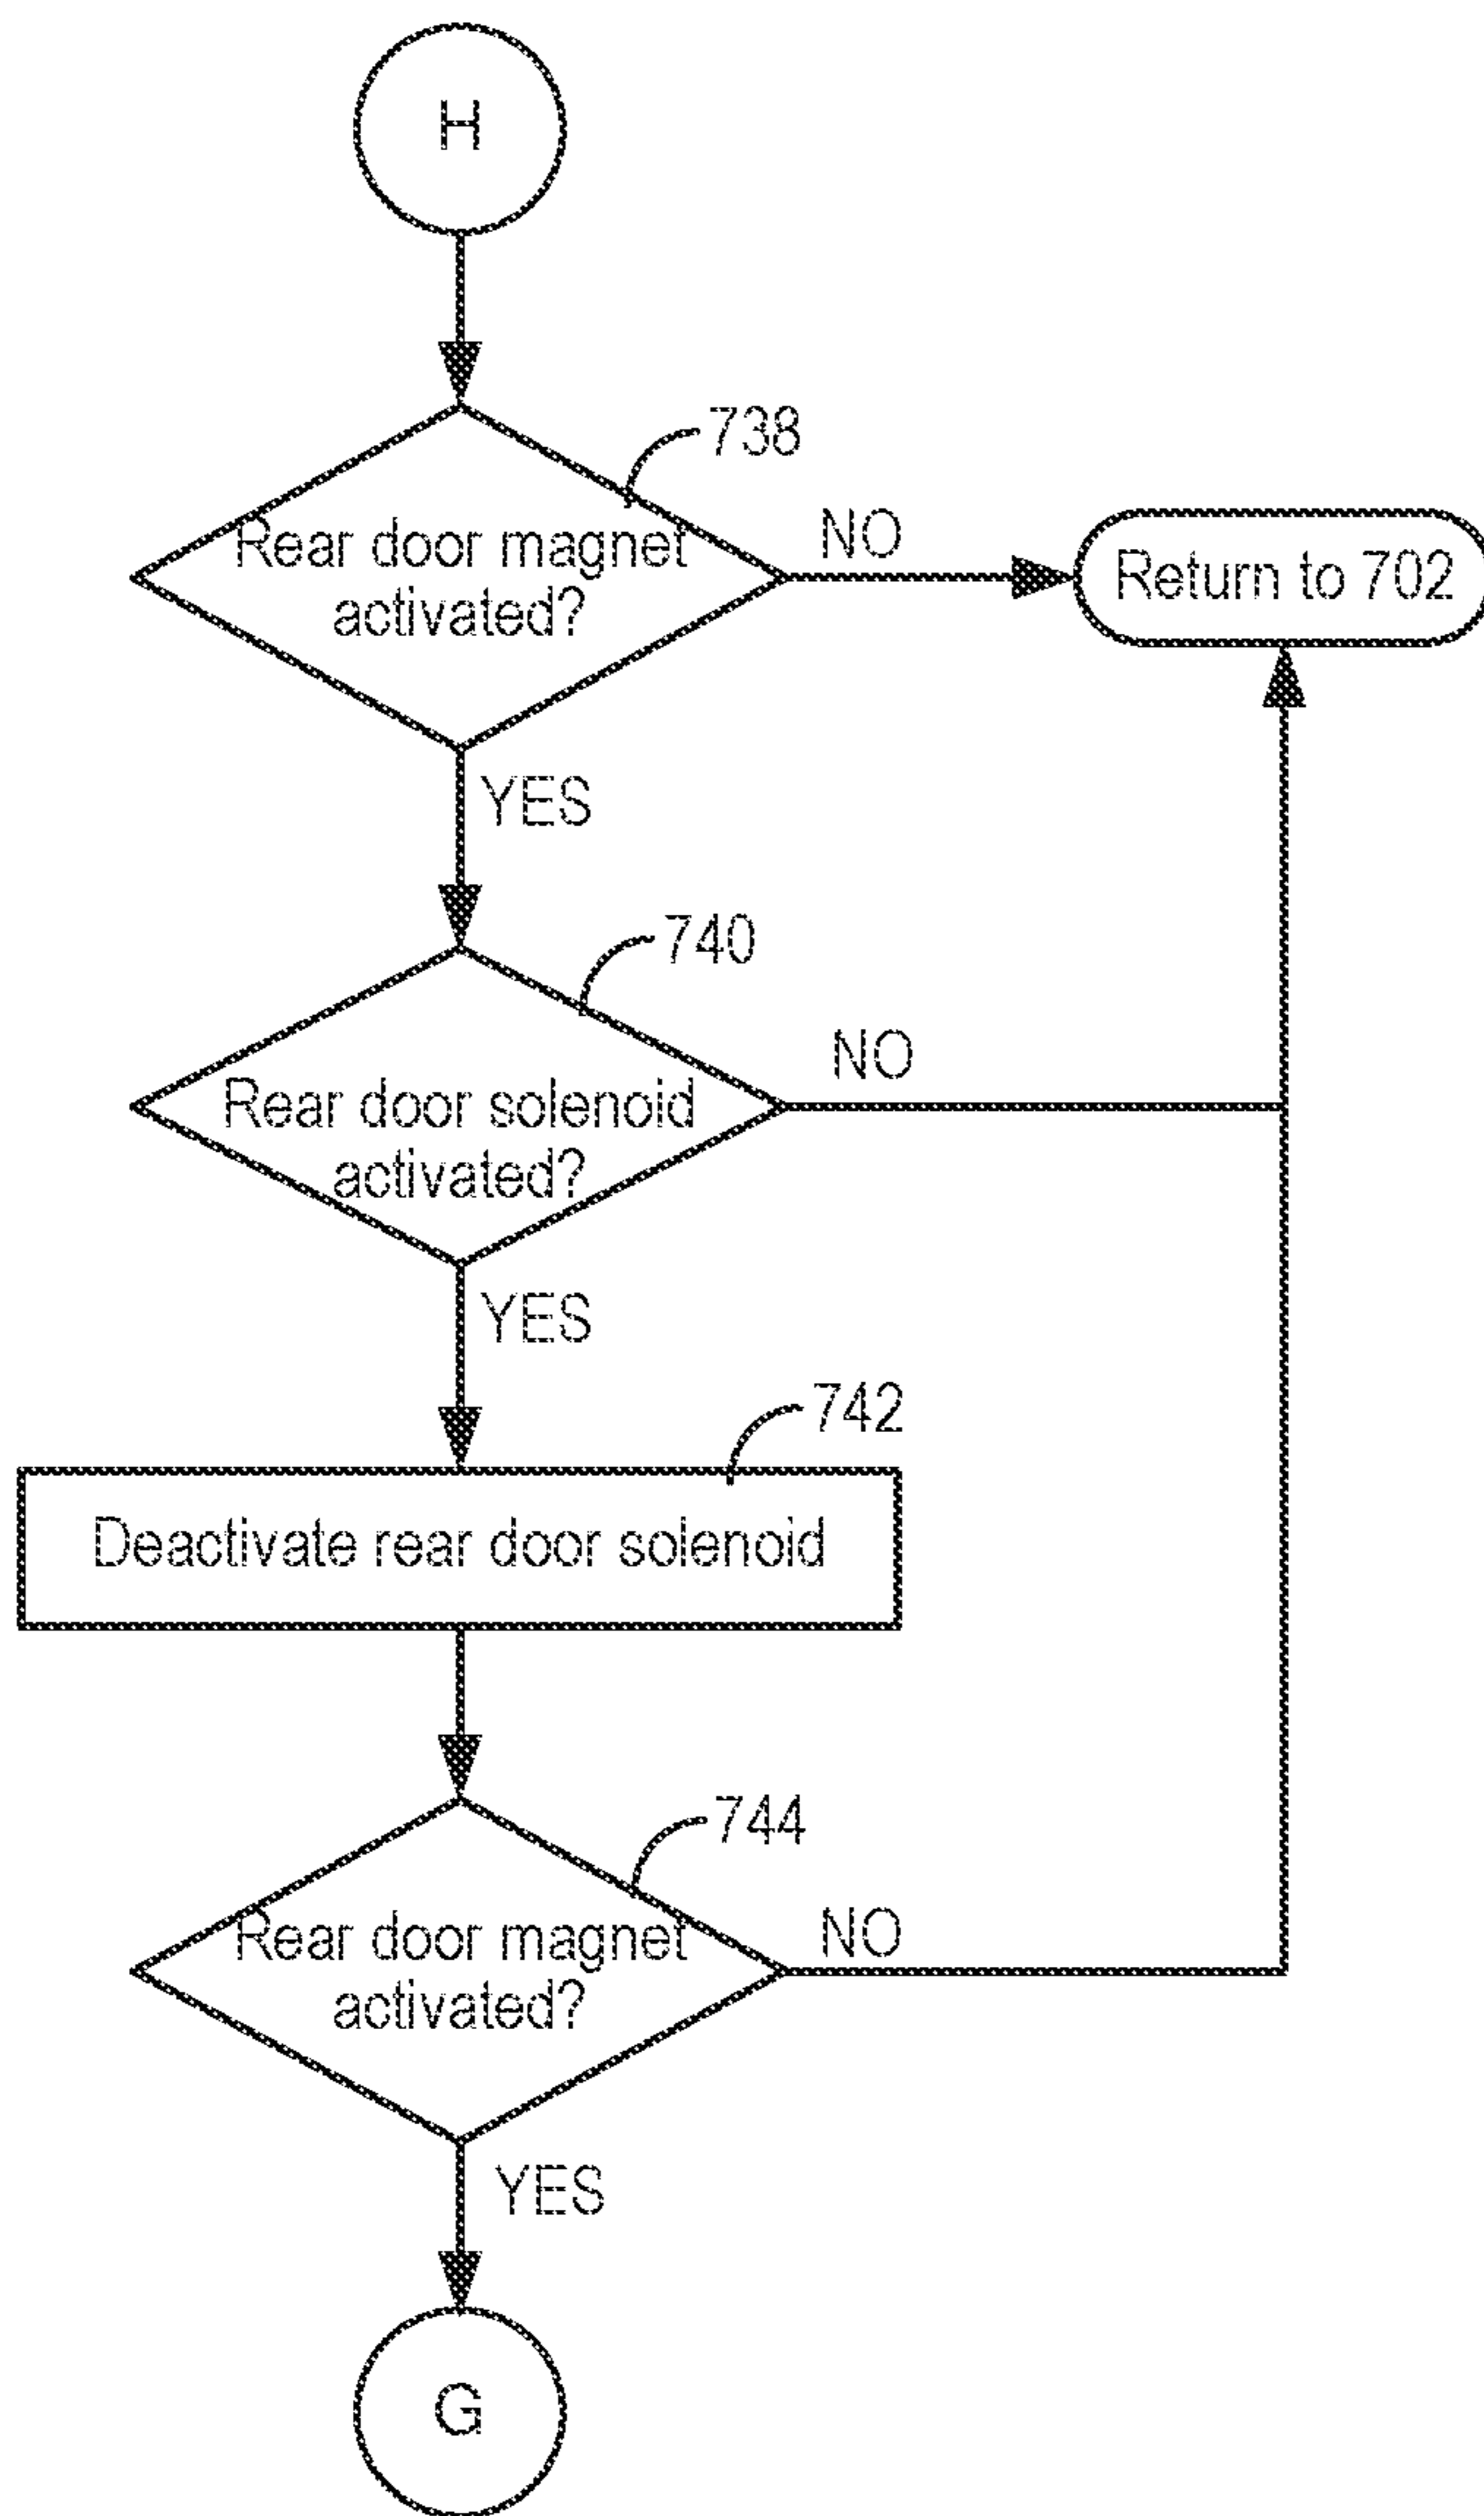 H
738
Rear door magnet
activated?
NO
Return to 702
YES
740
Rear door solenoid
activated?
NO
YES
742
Deactivate rear door solenoid
744
Rear door magnet
activated?
NO
YES
G